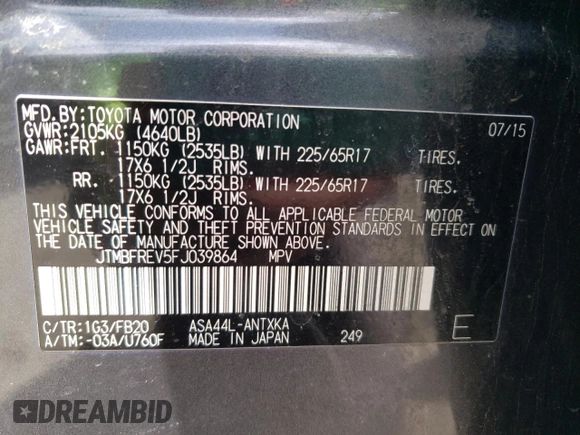 MFD.BY:TOYOTA MOTOR CORPORATION 07/15
GVWR:2105KG (4640LB)
GAWR:FRT. 1150KG (2535LB) WITH 225/65R17 TIRES.
17X6 1/2J RIMS.
RR. 1150KG (2535LB) WITH 225/65R17 TIRES.
17X6 1/2J RIMS.
THIS VEHICLE CONFORMS TO ALL APPLICABLE FEDERAL MOTOR
VEHICLE SAFETY AND THEFT PREVENTION STANDARDS IN EFFECT ON THE
DATE OF MANUFACTURE SHOWN ABOVE.
JTMBFREV5FJ039864 MPV
C/TR:1G3/FB20 ASA44L-ANTXKA
A/TM:-03A/U760F MADE IN JAPAN 249 E
DREAMBID